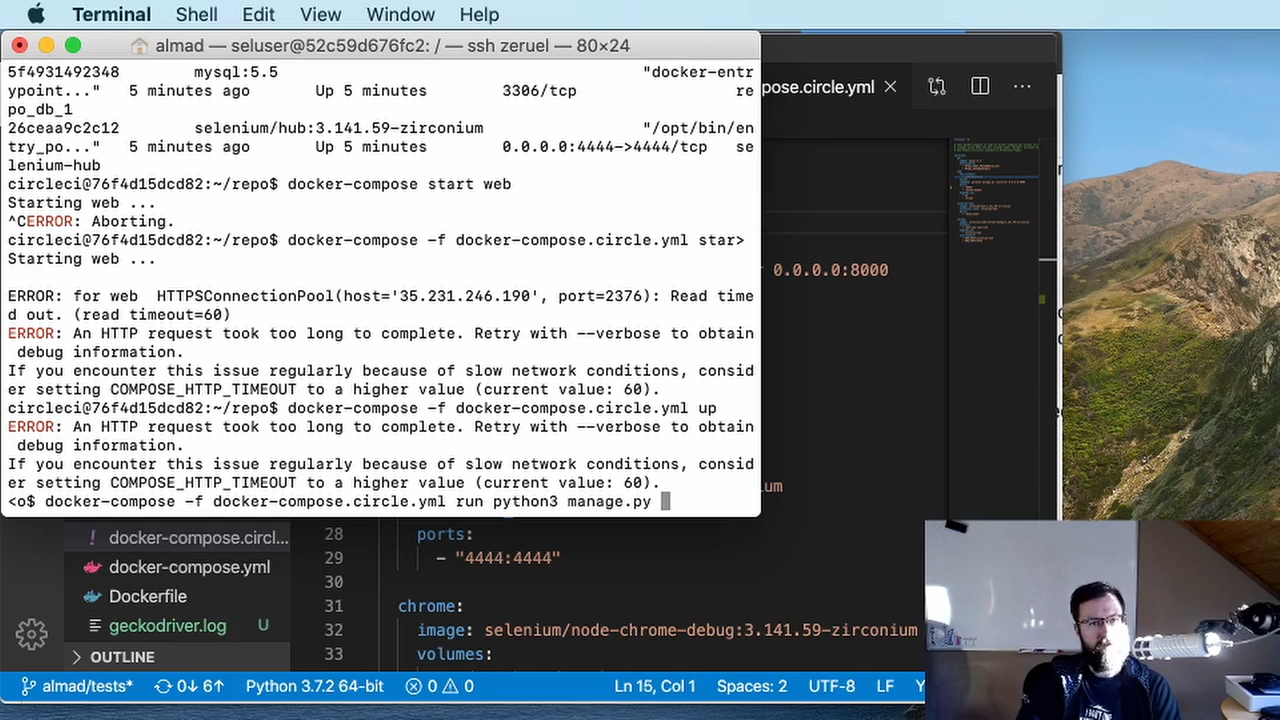 Terminal Shell Edit View Window Help
almad — seluser@52c59d676fc2: / — ssh zeruel — 80×24
5f4931492348 mysql:5.5 "docker-entr
ypoint..." 5 minutes ago Up 5 minutes 3306/tcp re
po_db_1
26ceaa9c2c12 selenium/hub:3.141.59-zirconium "/opt/bin/en
try_po..." 5 minutes ago Up 5 minutes 0.0.0.0:4444->4444/tcp se
lenium-hub
circleci@76f4d15dcd82:~/repo$ docker-compose start web
Starting web ...
^CERROR: Aborting.
circleci@76f4d15dcd82:~/repo$ docker-compose -f docker-compose.circle.yml star>
Starting web ...
ERROR: for web HTTPSConnectionPool(host='35.231.246.190', port=2376): Read time
d out. (read timeout=60)
ERROR: An HTTP request took too long to complete. Retry with --verbose to obtain
debug information.
If you encounter this issue regularly because of slow network conditions, consid
er setting COMPOSE_HTTP_TIMEOUT to a higher value (current value: 60).
circleci@76f4d15dcd82:~/repo$ docker-compose -f docker-compose.circle.yml up
ERROR: An HTTP request took too long to complete. Retry with --verbose to obtain
debug information.
If you encounter this issue regularly because of slow network conditions, consid
er setting COMPOSE_HTTP_TIMEOUT to a higher value (current value: 60).
<o$ docker-compose -f docker-compose.circle.yml run python3 manage.py
pose.circle.yml
0.0.0.0:8000
ium
! docker-compose.circl...
docker-compose.yml
Dockerfile
geckodriver.log U
OUTLINE
28 ports:
29 - "4444:4444"
30
31 chrome:
32 image: selenium/node-chrome-debug:3.141.59-zirconium
33 volumes:
almad/tests* 0↓ 6↑ Python 3.7.2 64-bit 0 0 Ln 15, Col 1 Spaces: 2 UTF-8 LF Y